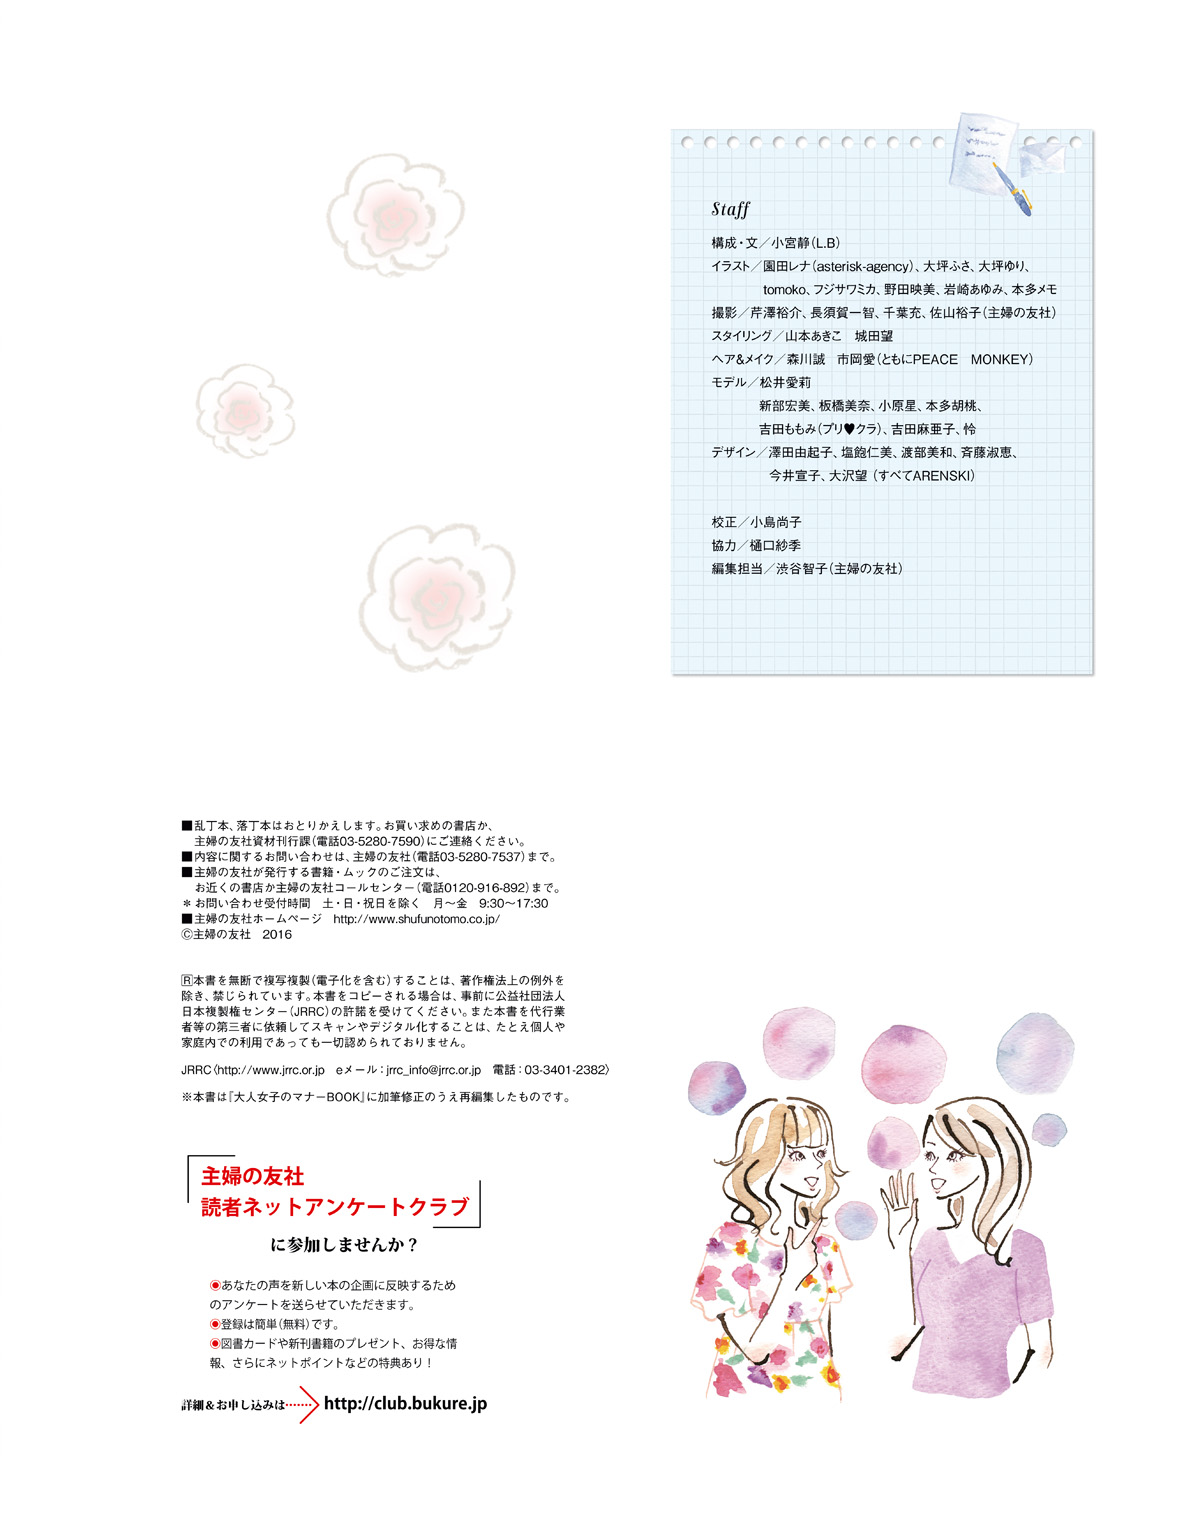 Staff
構成・文／小宮静（L.B）
イラスト／園田レナ（asterisk-agency）、大坪ふさ、大坪ゆり、
tomoko、フジサワミカ、野田映美、岩崎あゆみ、本多メモ
撮影／芹澤裕介、長須賀一智、千葉充、佐山裕子（主婦の友社）
スタイリング／山本あきこ　城田望
ヘア&メイク／森川誠　市岡愛（ともにPEACE　MONKEY）
モデル／松井愛莉
新部宏美、板橋美奈、小原星、本多胡桃、
吉田ももみ（プリ♥クラ）、吉田麻亜子、怜
デザイン／澤田由起子、塩飽仁美、渡部美和、斉藤淑恵、
今井宣子、大沢望（すべてARENSKI）
校正／小島尚子
協力／樋口紗季
編集担当／渋谷智子（主婦の友社）
■乱丁本、落丁本はおとりかえします。お買い求めの書店か、
主婦の友社資材刊行課（電話03-5280-7590）にご連絡ください。
■内容に関するお問い合わせは、主婦の友社（電話03-5280-7537）まで。
■主婦の友社が発行する書籍・ムックのご注文は、
お近くの書店か主婦の友社コールセンター（電話0120-916-892）まで。
＊お問い合わせ受付時間　土・日・祝日を除く　月～金　9:30～17:30
■主婦の友社ホームページ　http://www.shufunotomo.co.jp/
©主婦の友社　2016
🅁本書を無断で複写複製（電子化を含む）することは、著作権法上の例外を
除き、禁じられています。本書をコピーされる場合は、事前に公益社団法人
日本複製権センター（JRRC）の許諾を受けてください。また本書を代行業
者等の第三者に依頼してスキャンやデジタル化することは、たとえ個人や
家庭内での利用であっても一切認められておりません。
JRRC〈http://www.jrrc.or.jp　eメール：jrrc_info@jrrc.or.jp　電話：03-3401-2382〉
※本書は『大人女子のマナーBOOK』に加筆修正のうえ再編集したものです。
主婦の友社
読者ネットアンケートクラブ
に参加しませんか？
◉あなたの声を新しい本の企画に反映するため
のアンケートを送らせていただきます。
◉登録は簡単（無料）です。
◉図書カードや新刊書籍のプレゼント、お得な情
報、さらにネットポイントなどの特典あり！
詳細＆お申し込みは http://club.bukure.jp